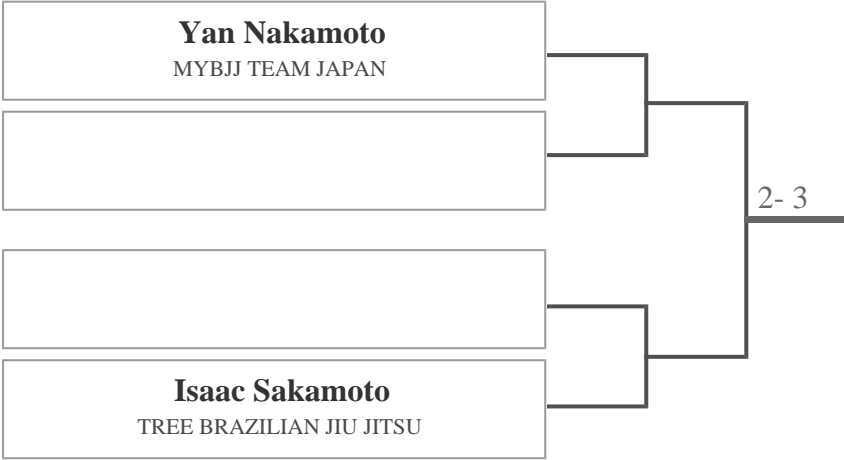 Yan Nakamoto
MYBJJ TEAM JAPAN
2- 3
Isaac Sakamoto
TREE BRAZILIAN JIU JITSU